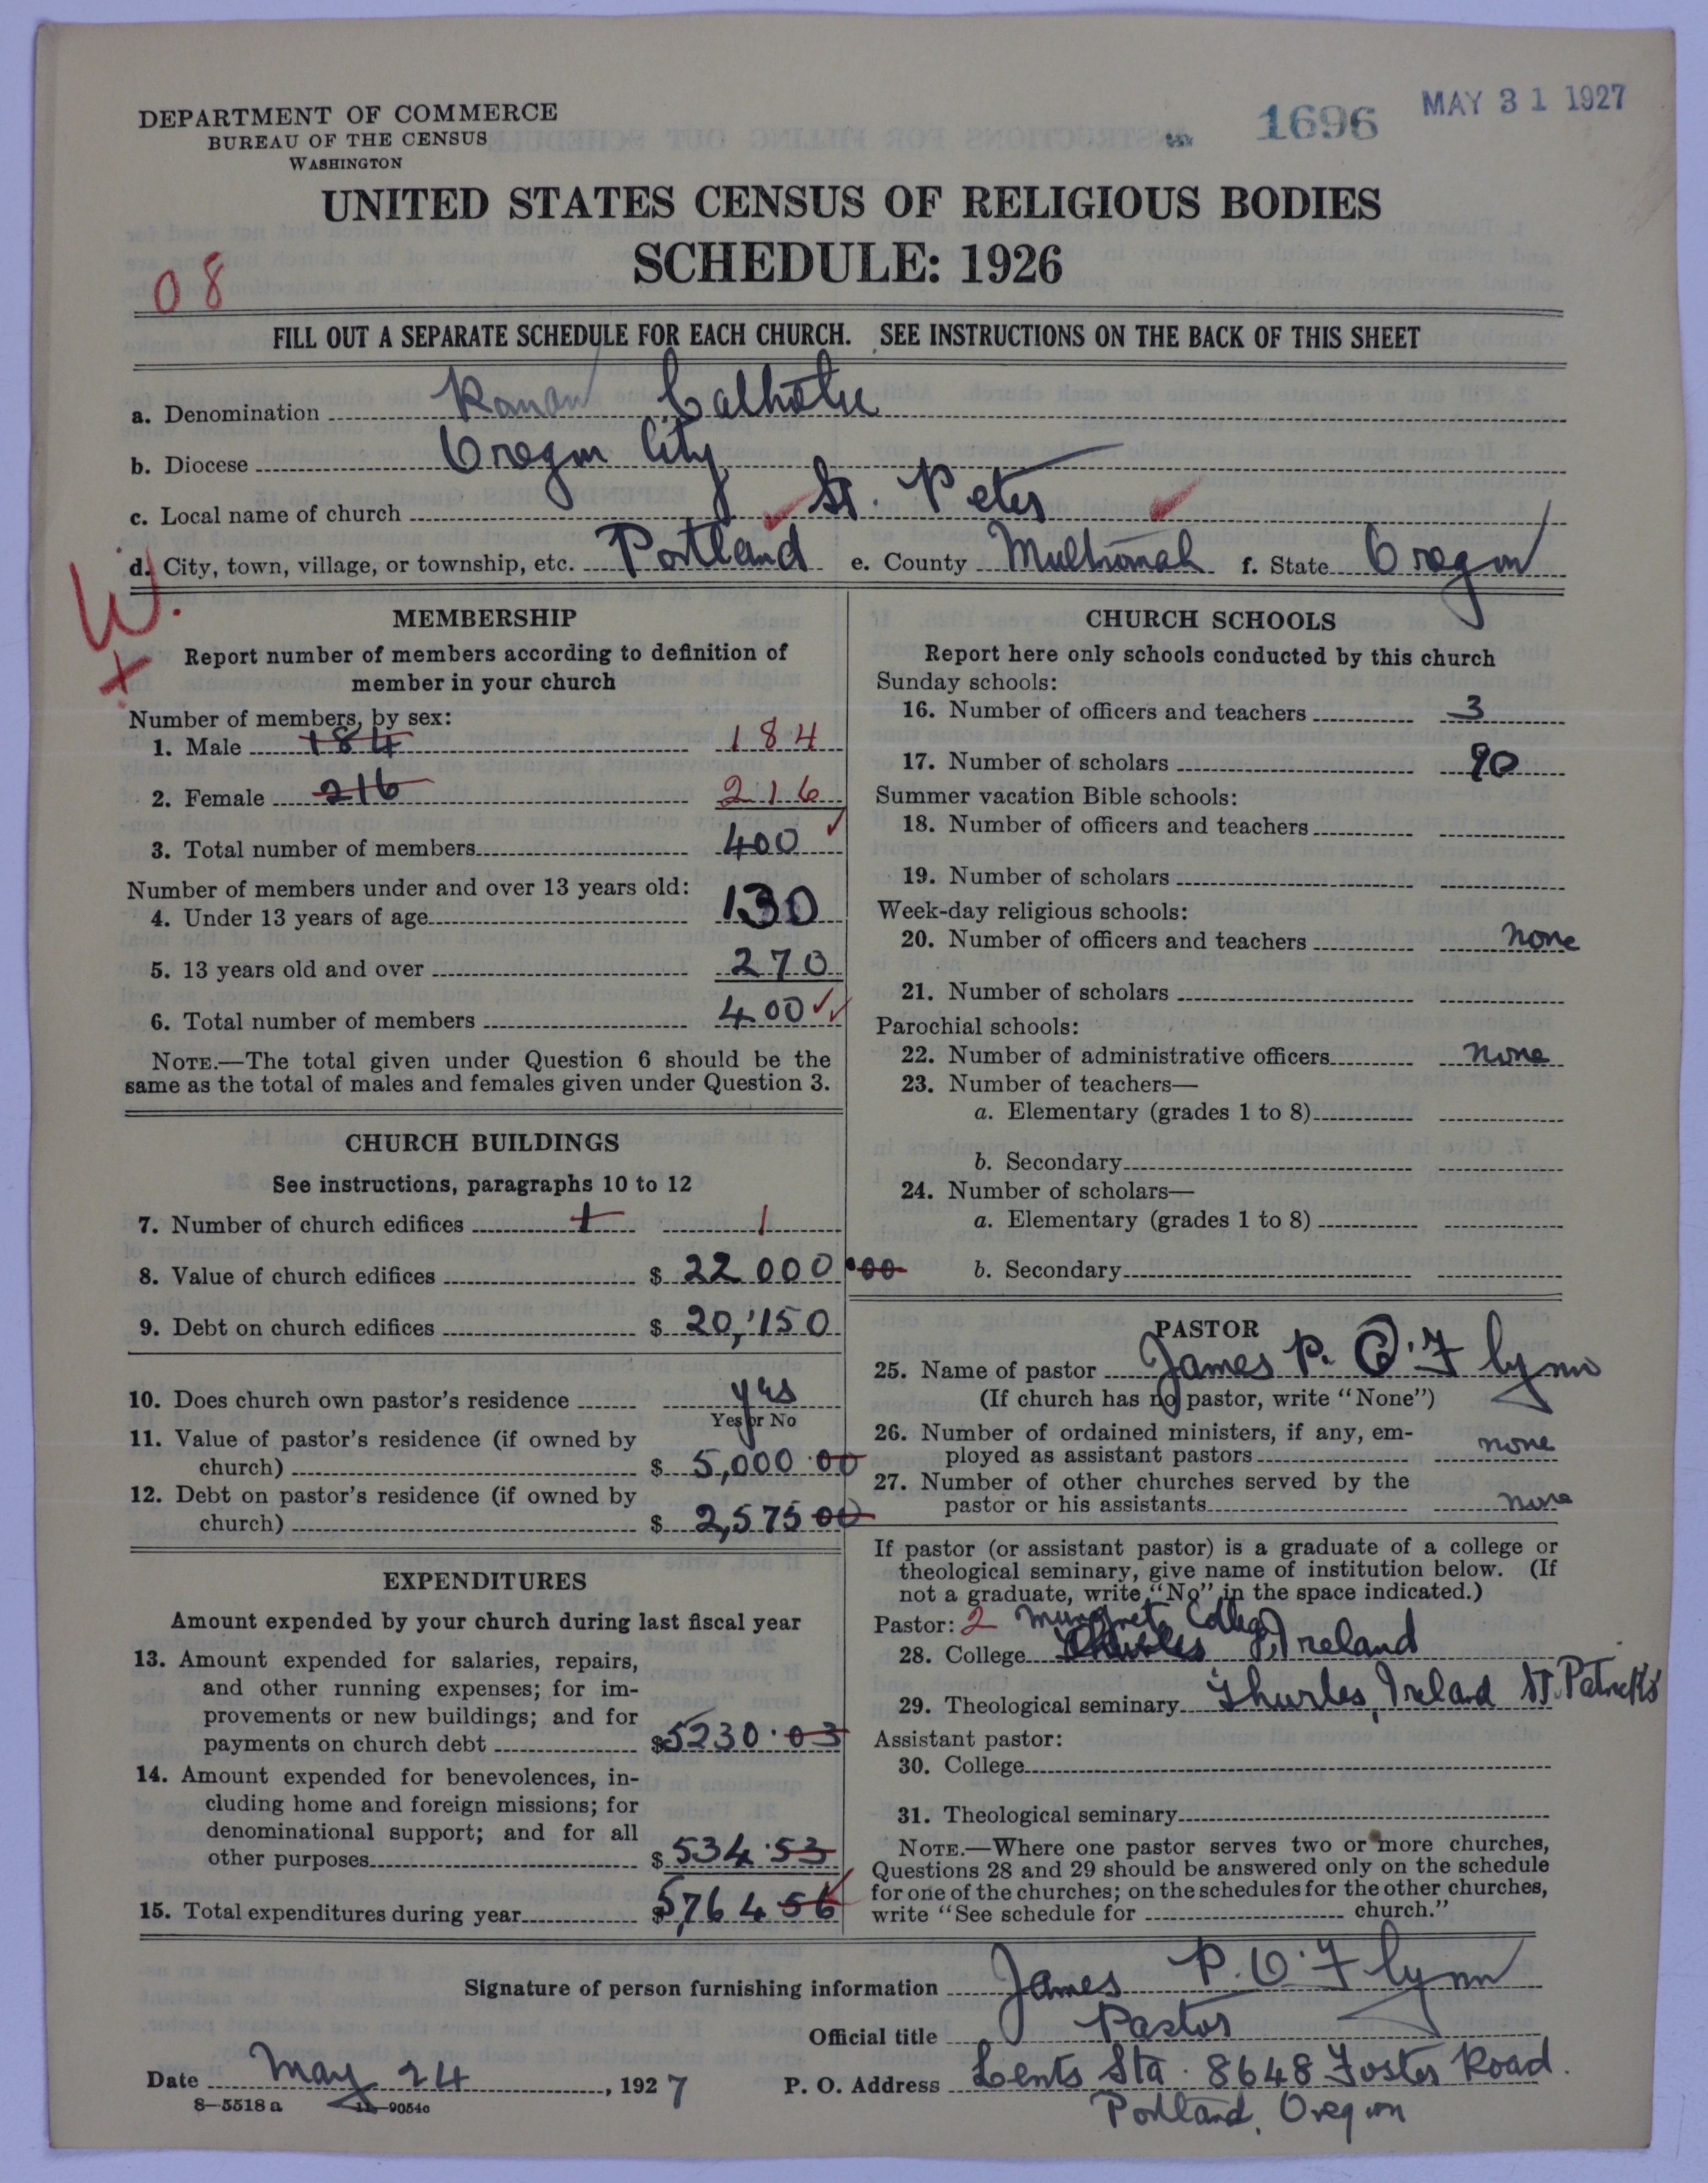 DEPARTMENT OF COMMERCE
BUREAU OF THE CENSUS
WASHINGTON
1696
MAY 31 1927
UNITED STATES CENSUS OF RELIGIOUS BODIES
SCHEDULE: 1926
08
FILL OUT A SEPARATE SCHEDULE FOR EACH CHURCH. SEE INSTRUCTIONS ON THE BACK OF THIS SHEET
a. Denomination Roman Catholic
b. Diocese Oregon City
c. Local name of church St. Peter
d. City, town, village, or township, etc. Portland e. County Multnomah f. State Oregon
W.
+
MEMBERSHIP
Report number of members according to definition of
member in your church
Number of members, by sex:
1. Male 184 184
2. Female 216 216
3. Total number of members 400
Number of members under and over 13 years old:
4. Under 13 years of age 130
5. 13 years old and over 270
6. Total number of members 400
NOTE.—The total given under Question 6 should be the
same as the total of males and females given under Question 3.
CHURCH BUILDINGS
See instructions, paragraphs 10 to 12
7. Number of church edifices 1 1
8. Value of church edifices $ 22 000.00
9. Debt on church edifices $ 20,150
10. Does church own pastor's residence yes
Yes or No
11. Value of pastor's residence (if owned by
church) $ 5,000.00
12. Debt on pastor's residence (if owned by
church) $ 2,575 00
EXPENDITURES
Amount expended by your church during last fiscal year
13. Amount expended for salaries, repairs,
and other running expenses; for im-
provements or new buildings; and for
payments on church debt $ 5230.03
14. Amount expended for benevolences, in-
cluding home and foreign missions; for
denominational support; and for all
other purposes $ 534.53
15. Total expenditures during year $ 5,764 56
CHURCH SCHOOLS
Report here only schools conducted by this church
Sunday schools:
16. Number of officers and teachers 3
17. Number of scholars 90
Summer vacation Bible schools:
18. Number of officers and teachers
19. Number of scholars
Week-day religious schools:
20. Number of officers and teachers none
21. Number of scholars
Parochial schools:
22. Number of administrative officers none
23. Number of teachers—
a. Elementary (grades 1 to 8)
b. Secondary
24. Number of scholars—
a. Elementary (grades 1 to 8)
b. Secondary
PASTOR
25. Name of pastor James P. O'Flynn
(If church has no pastor, write "None")
26. Number of ordained ministers, if any, em-
ployed as assistant pastors none
27. Number of other churches served by the
pastor or his assistants none
If pastor (or assistant pastor) is a graduate of a college or
theological seminary, give name of institution below. (If
not a graduate, write "No" in the space indicated.)
Pastor: 2 Mungrets College,
28. College Ireland
29. Theological seminary Thurles, Ireland St. Patrick's
Assistant pastor:
30. College
31. Theological seminary
NOTE.—Where one pastor serves two or more churches,
Questions 28 and 29 should be answered only on the schedule
for one of the churches; on the schedules for the other churches,
write "See schedule for church."
Signature of person furnishing information James P. O'Flynn
Official title Pastor
Date May 24, 1927 P. O. Address Lents Sta. 8648 Foster Road.
Portland, Oregon
8—5518 a 11—9054c